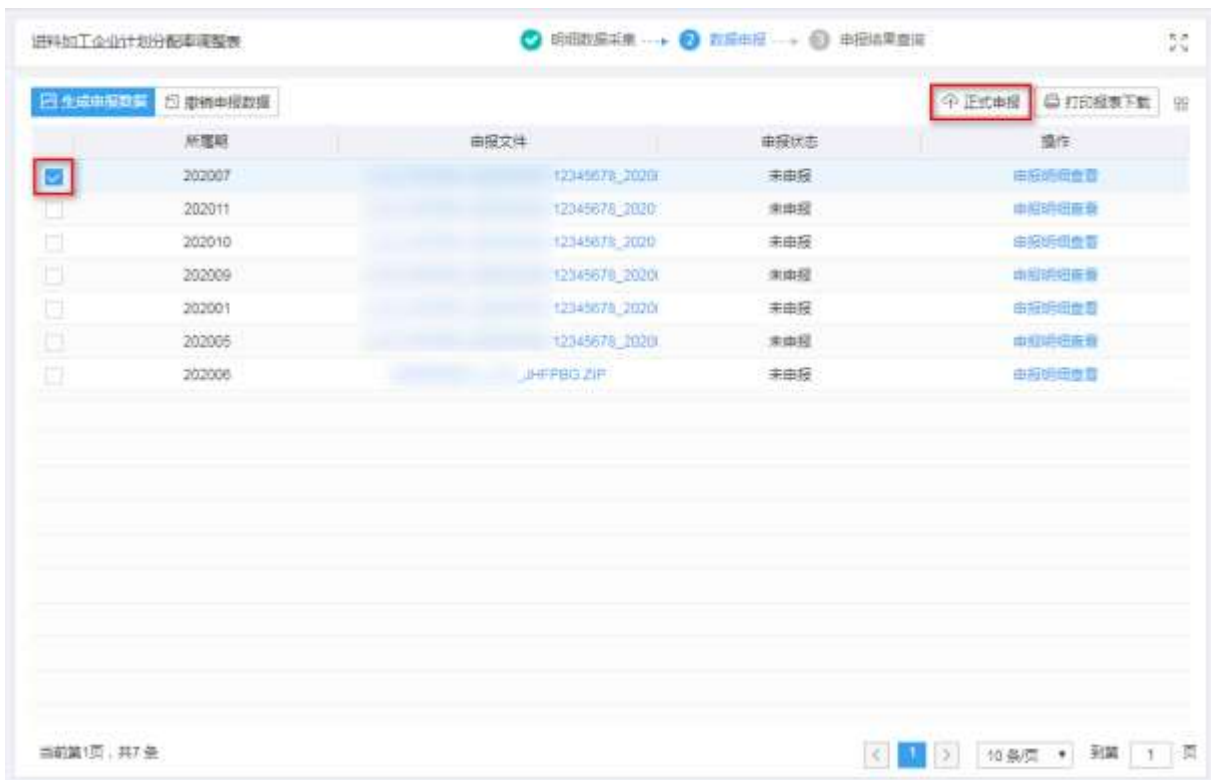 进料加工企业计划分配率调整表 明细数据采集 2 数据申报 3 申报结果查询
生成申报数据 撤销申报数据 正式申报 打印报表下载
所属期 申报文件 申报状态 操作
202007 12345678_2020 未申报 申报明细查看
202011 12345678_2020 未申报 申报明细查看
202010 12345678_2020 未申报 申报明细查看
202009 12345678_2020 未申报 申报明细查看
202001 12345678_2020 未申报 申报明细查看
202005 12345678_2020 未申报 申报明细查看
202006 _JHFPBG.ZIP 未申报 申报明细查看
当前第1页，共7条 < 1 > 10 条/页 到第 1 页